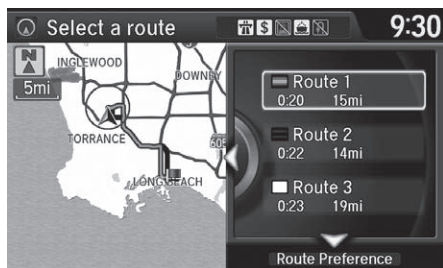 Select a route
$
9:30
N
5mi
INGLEWOOD
DOWNEY
TORRANCE
605
LONG BEACH
Route 1
0:20 15mi
Route 2
0:22 14mi
Route 3
0:23 19mi
Route Preference